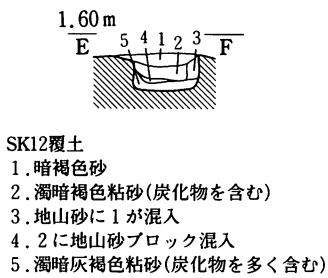 1.60m
E F
5 4 1 2 3
SK12覆土
1.暗褐色砂
2.濁暗褐色粘砂(炭化物を含む)
3.地山砂に1が混入
4.2に地山砂ブロック混入
5.濁暗灰褐色粘砂(炭化物を多く含む)